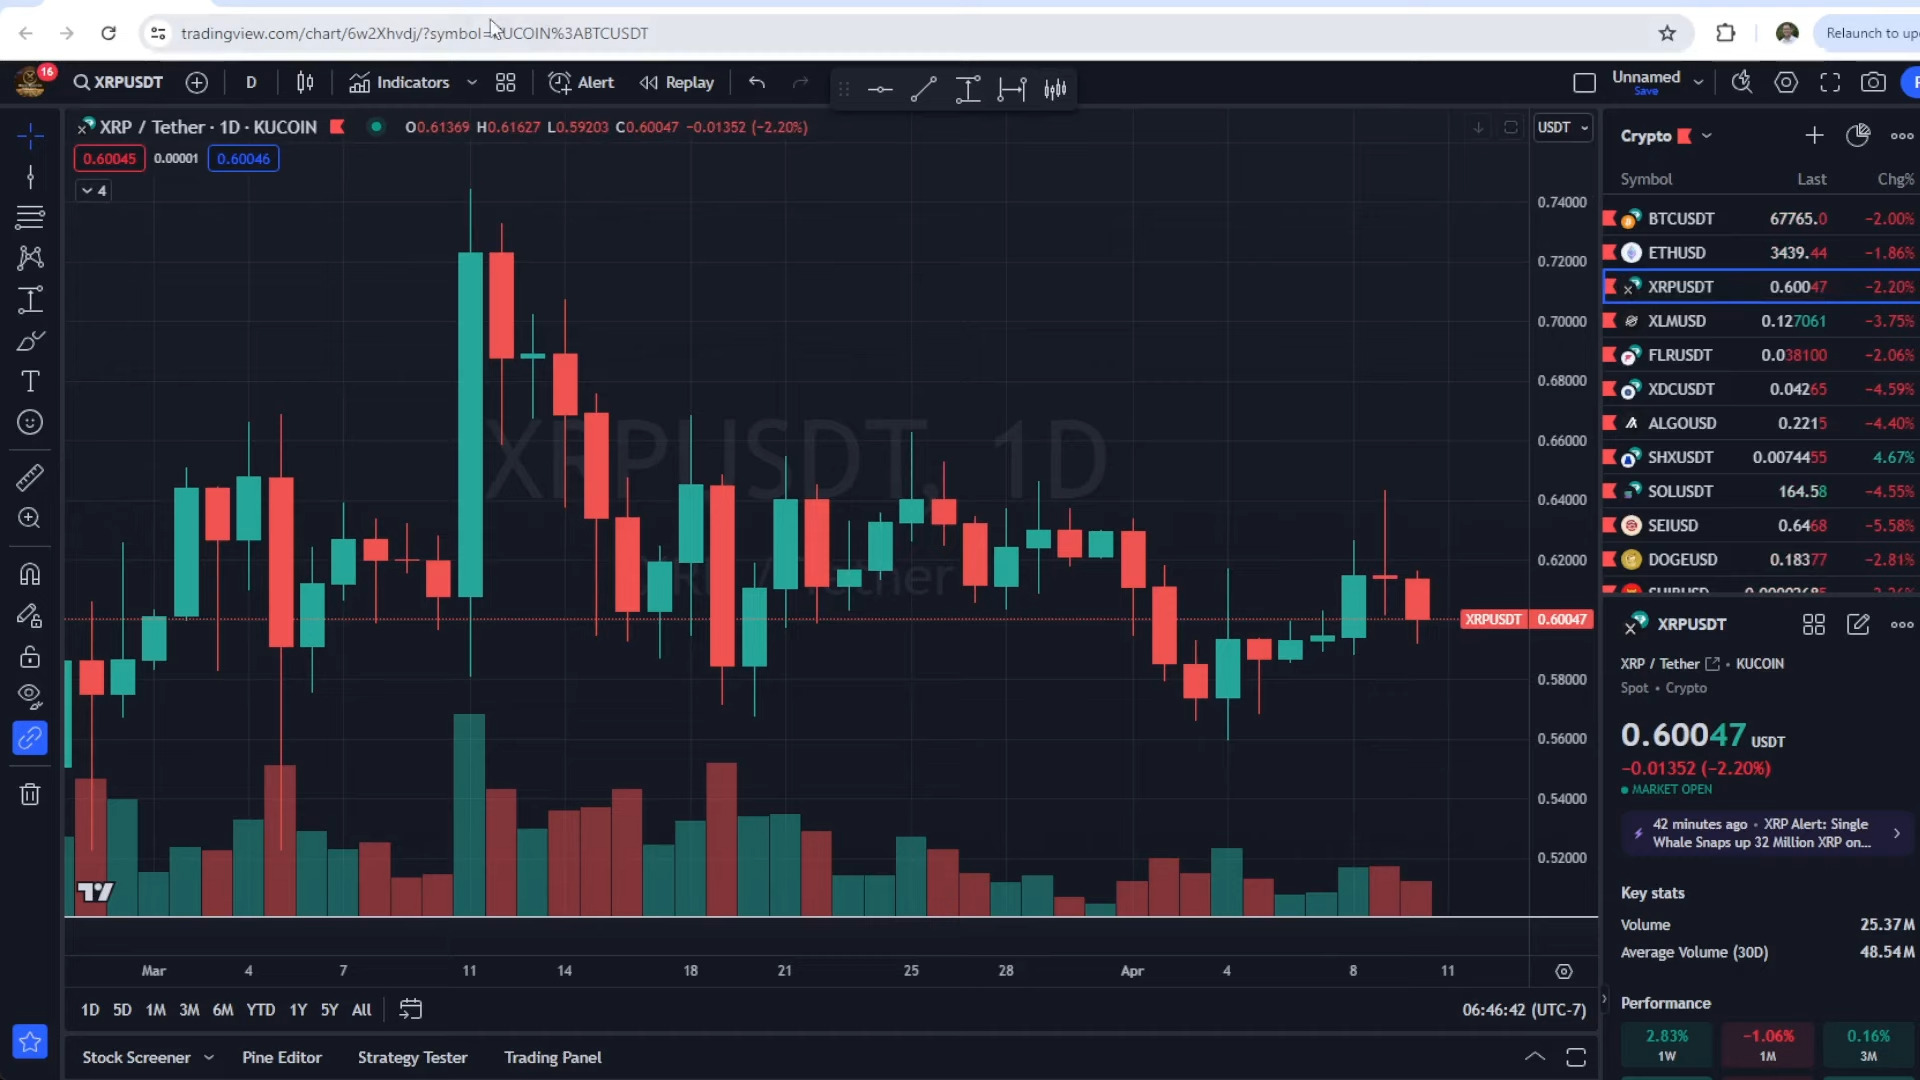 tradingview.com/chart/6w2Xhvdj/?symbol=KUCOIN%3ABTCUSDT
Relaunch to up
16
XRPUSDT
D
Indicators
Alert
Replay
Unnamed
Save
XRP / Tether · 1D · KUCOIN
O0.61369 H0.61627 L0.59203 C0.60047 −0.01352 (−2.20%)
USDT
0.60045
0.00001
0.60046
4
XRPUSDT, 1D
XRP / Tether
0.74000
0.72000
0.70000
0.68000
0.66000
0.64000
0.62000
XRPUSDT 0.60047
0.58000
0.56000
0.54000
0.52000
Mar 4 7 11 14 18 21 25 28 Apr 4 8 11
1D 5D 1M 3M 6M YTD 1Y 5Y All
06:46:42 (UTC-7)
Stock Screener
Pine Editor
Strategy Tester
Trading Panel
Crypto
Symbol Last Chg%
BTCUSDT 67765.0 −2.00%
ETHUSD 3439.44 −1.86%
XRPUSDT 0.60047 −2.20%
XLMUSD 0.127061 −3.75%
FLRUSDT 0.038100 −2.06%
XDCUSDT 0.04265 −4.59%
ALGOUSD 0.2215 −4.40%
SHXUSDT 0.0074455 4.67%
SOLUSDT 164.58 −4.55%
SEIUSD 0.6468 −5.58%
DOGEUSD 0.18377 −2.81%
XRPUSDT
XRP / Tether · KUCOIN
Spot • Crypto
0.60047 USDT
−0.01352 (−2.20%)
MARKET OPEN
42 minutes ago • XRP Alert: Single
Whale Snaps up 32 Million XRP on...
Key stats
Volume 25.37M
Average Volume (30D) 48.54M
Performance
2.83% −1.06% 0.16%
1W 1M 3M